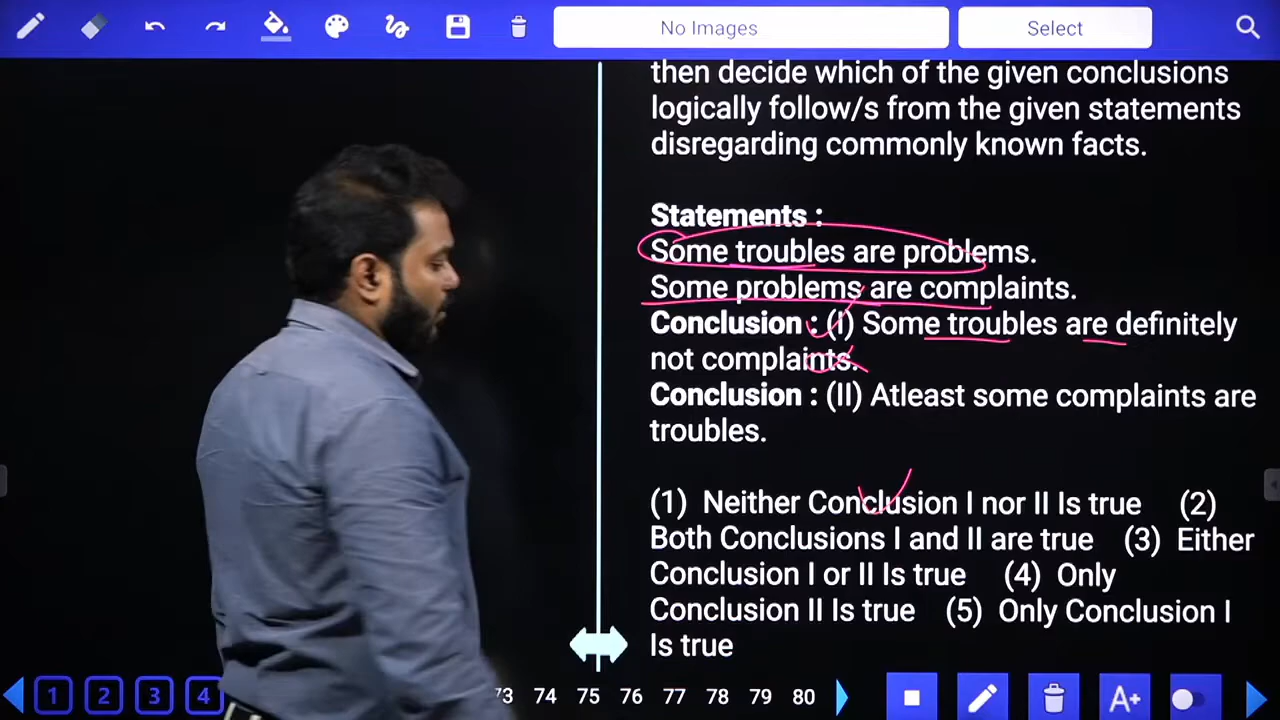 No Images
Select
then decide which of the given conclusions
logically follow/s from the given statements
disregarding commonly known facts.
Statements :
Some troubles are problems.
Some problems are complaints.
Conclusion : (I) Some troubles are definitely
not complaints.
Conclusion : (II) Atleast some complaints are
troubles.
(1) Neither Conclusion I nor II Is true (2)
Both Conclusions I and II are true (3) Either
Conclusion I or II Is true (4) Only
Conclusion II Is true (5) Only Conclusion I
Is true
1 2 3 4 73 74 75 76 77 78 79 80 A+